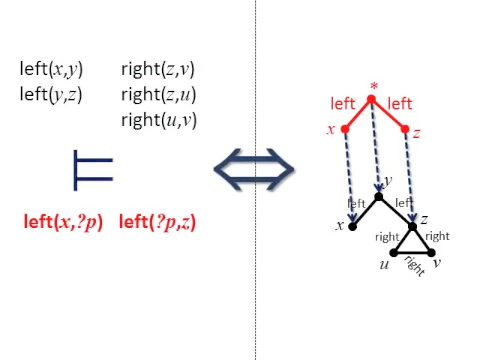 left(x,y) right(z,v)
left(y,z) right(z,u)
right(u,v)
left(x,?p) left(?p,z)
*
left left
x z
y
left left
x z
right right
u right v